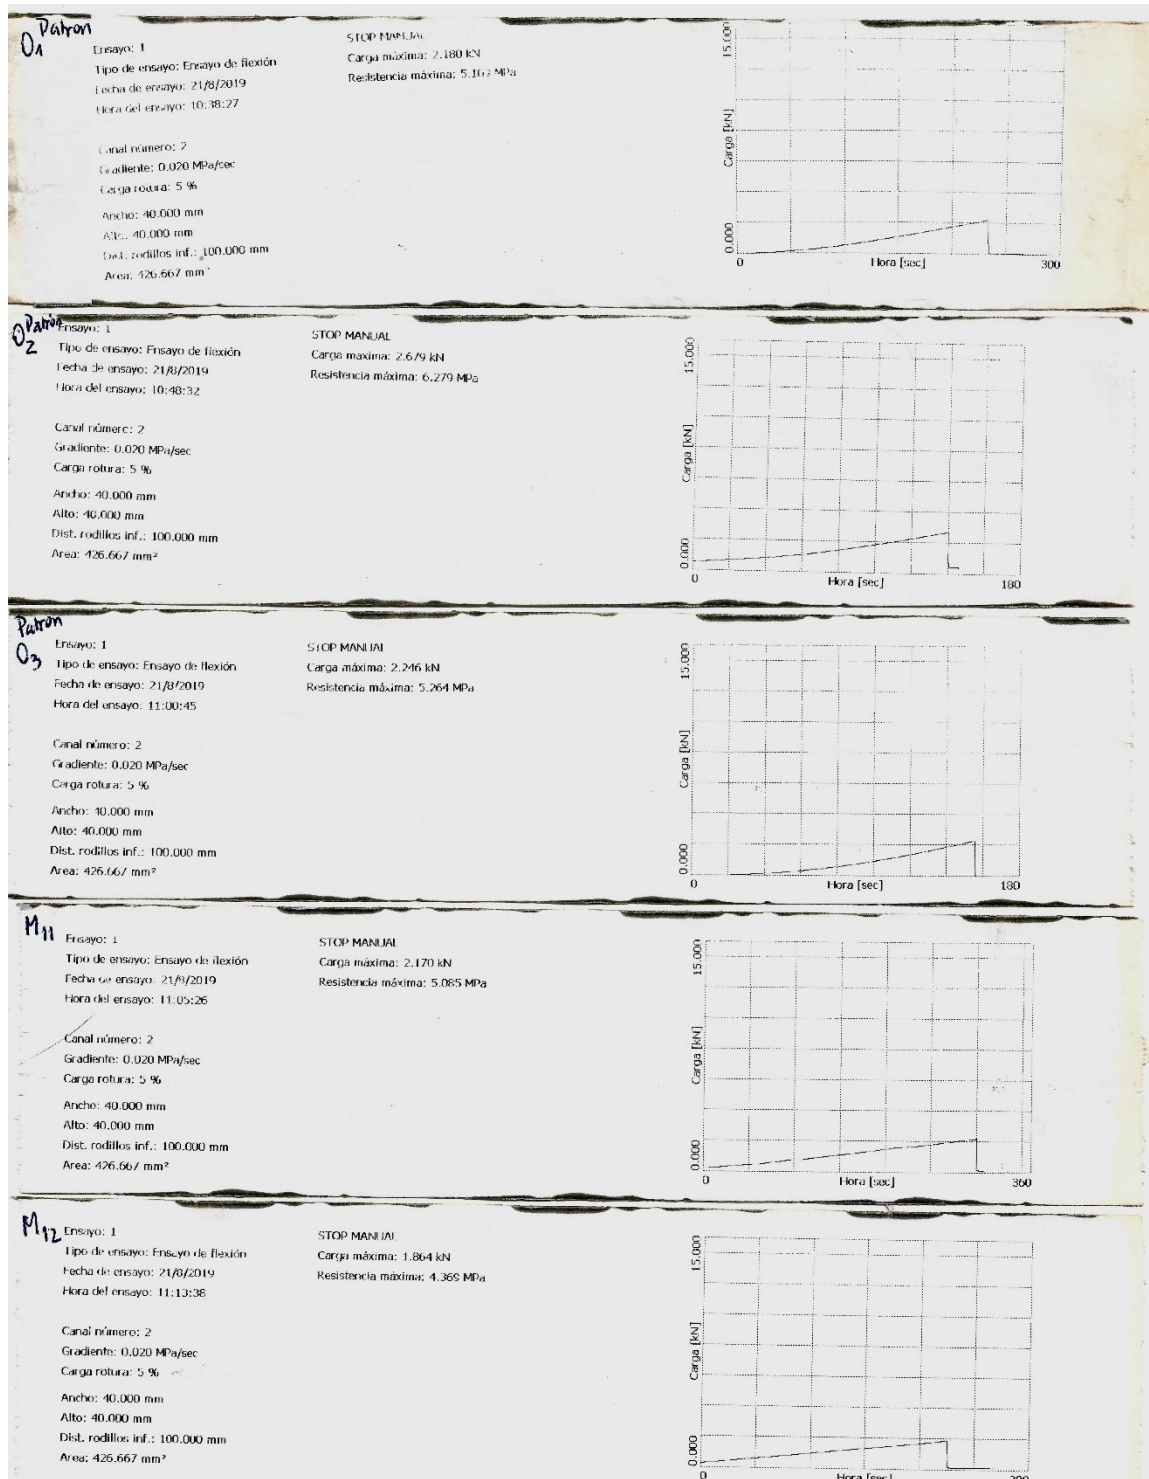 O1 Patron
Ensayo: 1
Tipo de ensayo: Ensayo de flexión
Fecha de ensayo: 21/8/2019
Hora del ensayo: 10:38:27
Canal número: 2
Gradiente: 0.020 MPa/sec
Carga rotura: 5 %
Ancho: 40.000 mm
Alto: 40.000 mm
Dist. rodillos inf.: 100.000 mm
Area: 426.667 mm²
STOP MANUAL
Carga máxima: 2.180 kN
Resistencia máxima: MPa
15.000
Carga [kN]
0.000
0
Hora [sec]
300
O2 Patrón
Ensayo: 1
Tipo de ensayo: Ensayo de flexión
Fecha de ensayo: 21/8/2019
Hora del ensayo: 10:48:32
Canal número: 2
Gradiente: 0.020 MPa/sec
Carga rotura: 5 %
Ancho: 40.000 mm
Alto: 40.000 mm
Dist. rodillos inf.: 100.000 mm
Area: 426.667 mm²
STOP MANUAL
Carga máxima: 2.679 kN
Resistencia máxima: 6.279 MPa
15.000
Carga [kN]
0.000
0
Hora [sec]
180
Patron
O3
Ensayo: 1
Tipo de ensayo: Ensayo de flexión
Fecha de ensayo: 21/8/2019
Hora del ensayo: 11:00:45
Canal número: 2
Gradiente: 0.020 MPa/sec
Carga rotura: 5 %
Ancho: 40.000 mm
Alto: 40.000 mm
Dist. rodillos inf.: 100.000 mm
Area: 426.667 mm²
STOP MANUAL
Carga máxima: 2.246 kN
Resistencia máxima: 5.264 MPa
15.000
Carga [kN]
0.000
0
Hora [sec]
180
M11
Ensayo: 1
Tipo de ensayo: Ensayo de flexión
Fecha de ensayo: 21/8/2019
Hora del ensayo: 11:05:26
Canal número: 2
Gradiente: 0.020 MPa/sec
Carga rotura: 5 %
Ancho: 40.000 mm
Alto: 40.000 mm
Dist. rodillos inf.: 100.000 mm
Area: 426.667 mm²
STOP MANUAL
Carga máxima: 2.170 kN
Resistencia máxima: 5.085 MPa
15.000
Carga [kN]
0.000
0
Hora [sec]
360
M12
Ensayo: 1
Tipo de ensayo: Ensayo de flexión
Fecha de ensayo: 21/8/2019
Hora del ensayo: 11:13:38
Canal número: 2
Gradiente: 0.020 MPa/sec
Carga rotura: 5 %
Ancho: 40.000 mm
Alto: 40.000 mm
Dist. rodillos inf.: 100.000 mm
Area: 426.667 mm²
STOP MANUAL
Carga máxima: 1.864 kN
Resistencia máxima: 4.369 MPa
15.000
Carga [kN]
0.000
0
Hora [sec]